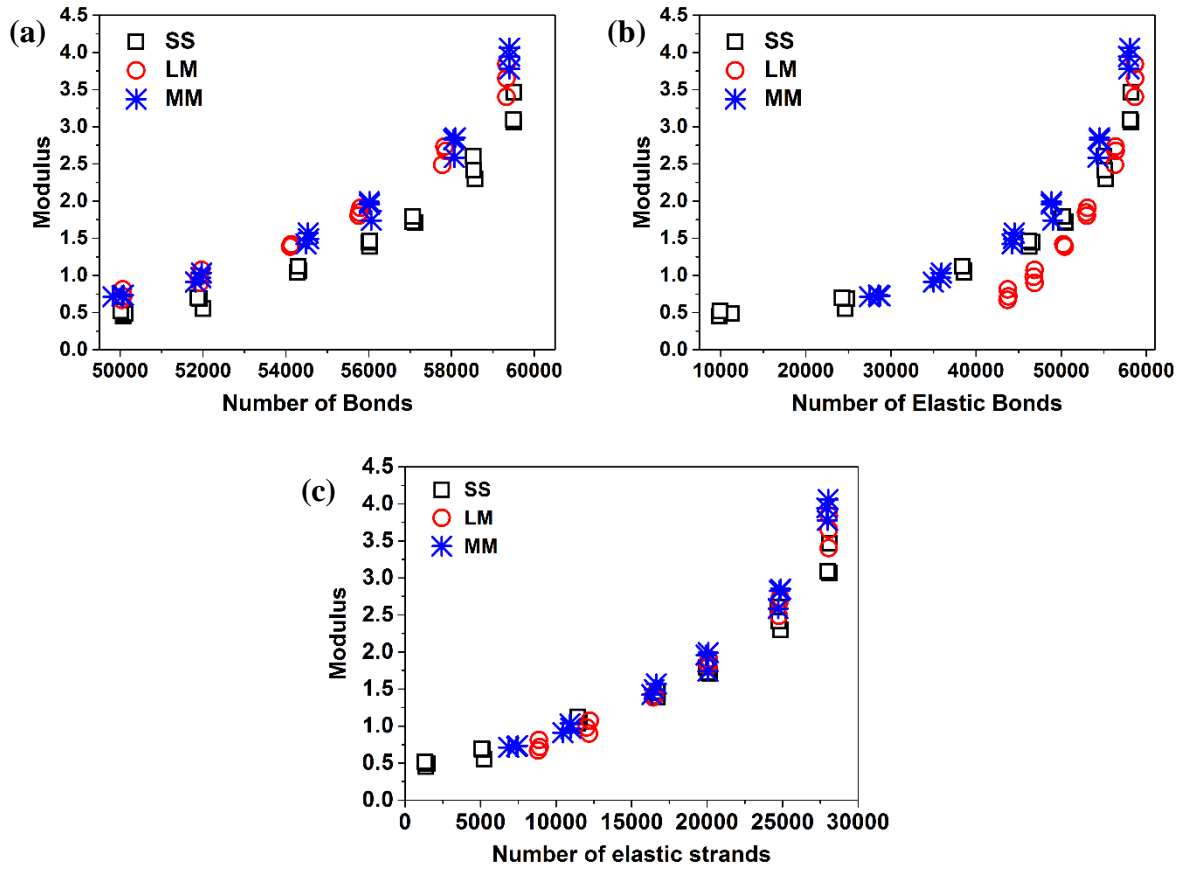 (a)
4.5
4.0
3.5
3.0
2.5
2.0
1.5
1.0
0.5
0.0
Modulus
SS
LM
MM
50000 52000 54000 56000 58000 60000
Number of Bonds
(b)
4.5
4.0
3.5
3.0
2.5
2.0
1.5
1.0
0.5
0.0
Modulus
SS
LM
MM
10000 20000 30000 40000 50000 60000
Number of Elastic Bonds
(c)
4.5
4.0
3.5
3.0
2.5
2.0
1.5
1.0
0.5
0.0
Modulus
SS
LM
MM
0 5000 10000 15000 20000 25000 30000
Number of elastic strands